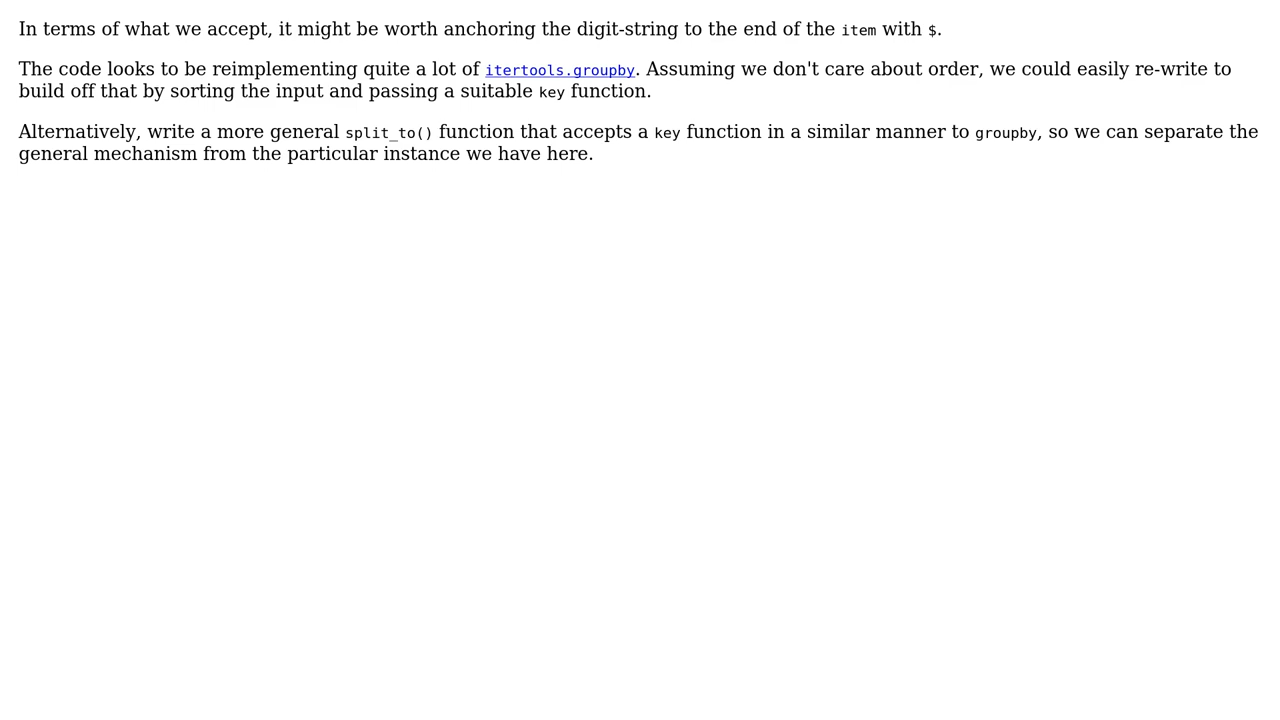 In terms of what we accept, it might be worth anchoring the digit-string to the end of the item with $.
The code looks to be reimplementing quite a lot of itertools.groupby. Assuming we don't care about order, we could easily re-write to
build off that by sorting the input and passing a suitable key function.
Alternatively, write a more general split_to() function that accepts a key function in a similar manner to groupby, so we can separate the
general mechanism from the particular instance we have here.